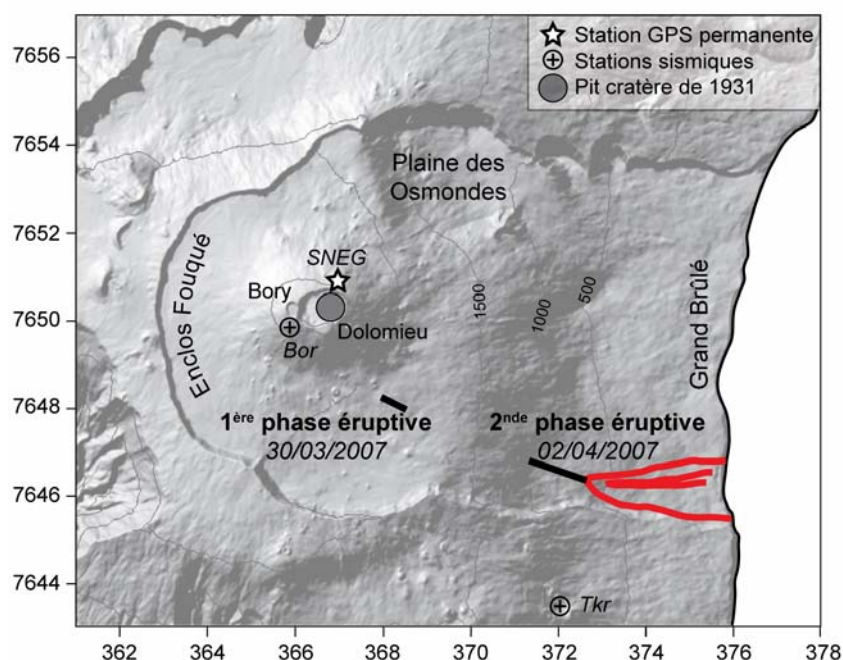 Station GPS permanente
Stations sismiques
Pit cratère de 1931
7656
7654
7652
7650
7648
7646
7644
Plaine des
Osmondes
SNEG
Bory
Dolomieu
Bor
Enclos Fouqué
1500
1000
500
Grand Brûlé
1ère phase éruptive
30/03/2007
2nde phase éruptive
02/04/2007
Tkr
362
364
366
368
370
372
374
376
378